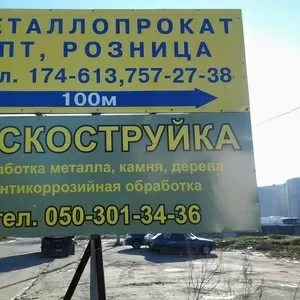 ЕТАЛЛОПРОКАТ
ПТ, РОЗНИЦА
л. 174-613,757-27-38
100м
СКОСТРУЙКА
аботка металла, камня, дерева
нтикоррозийная обработка
тел. 050-301-34-36